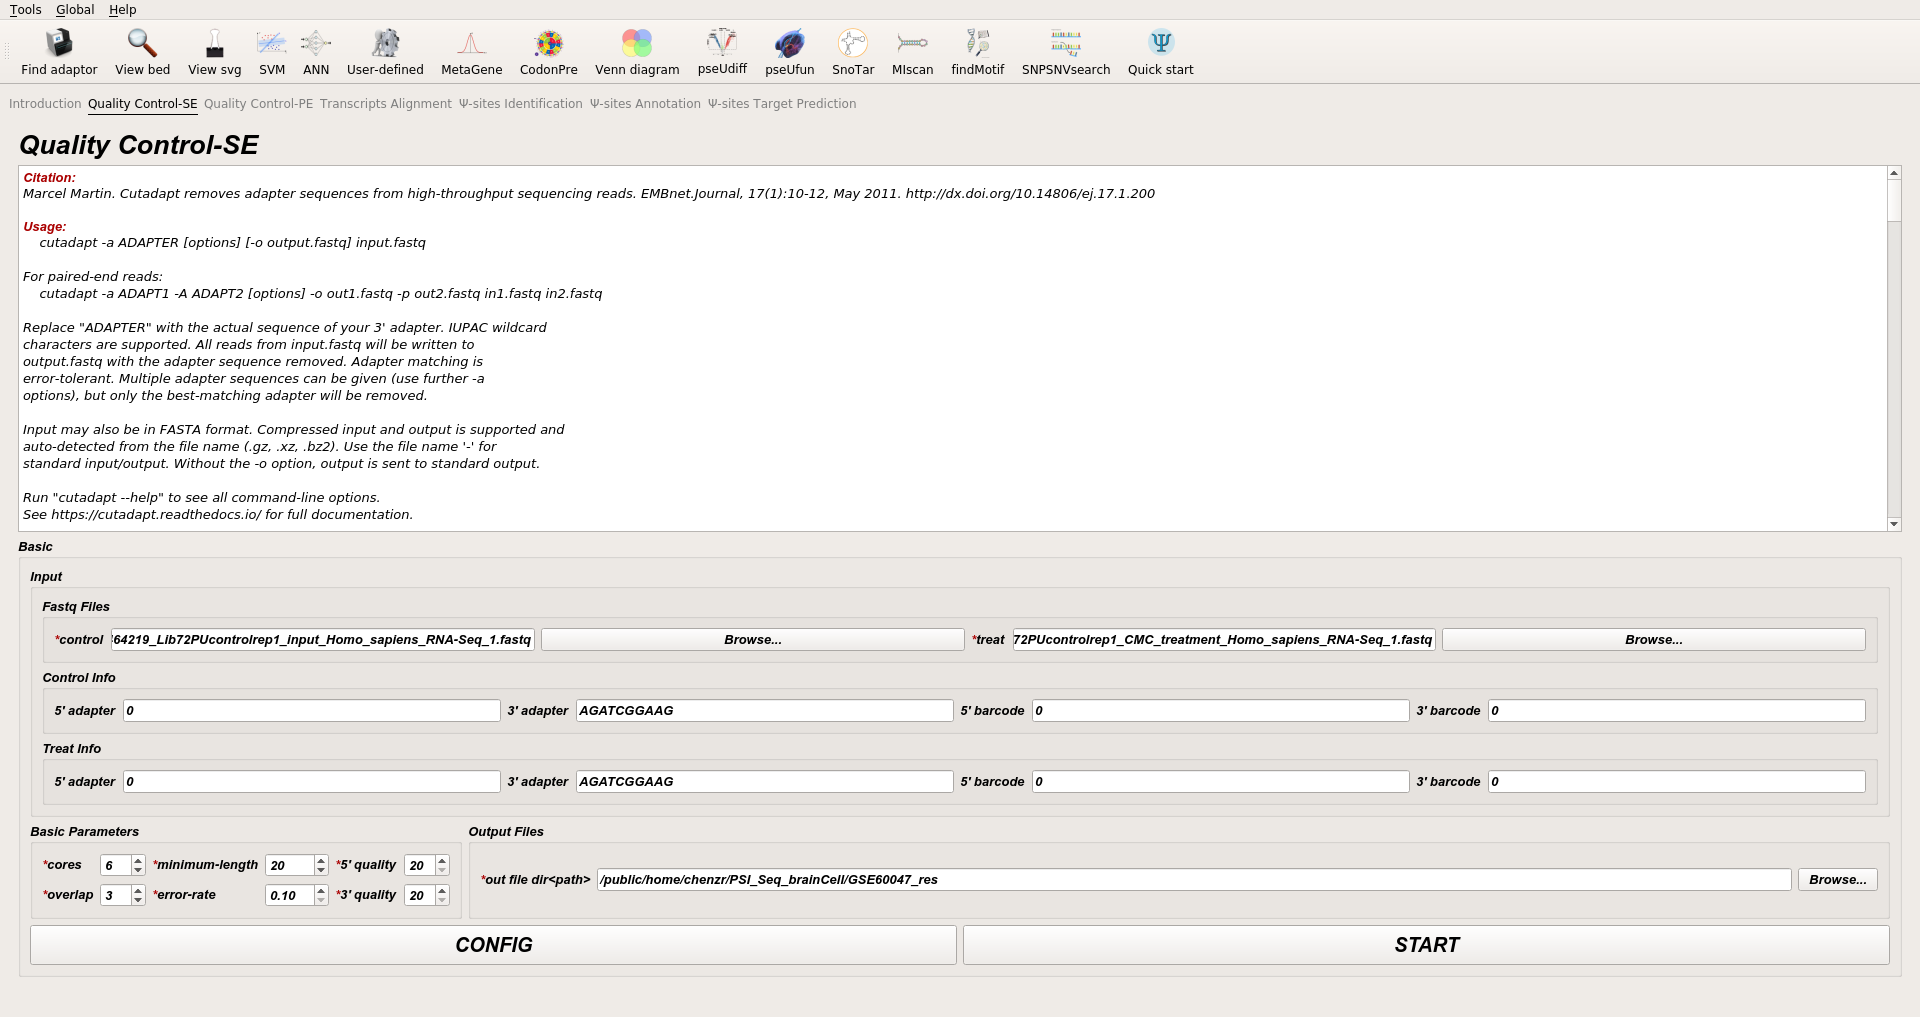 Tools Global Help
Find adaptor View bed View svg SVM ANN User-defined MetaGene CodonPre Venn diagram pseUdiff pseUfun SnoTar MIscan findMotif SNPSNVsearch Quick start
Introduction Quality Control-SE Quality Control-PE Transcripts Alignment Ψ-sites Identification Ψ-sites Annotation Ψ-sites Target Prediction
Quality Control-SE
Citation:
Marcel Martin. Cutadapt removes adapter sequences from high-throughput sequencing reads. EMBnet.Journal, 17(1):10-12, May 2011. http://dx.doi.org/10.14806/ej.17.1.200
Usage:
cutadapt -a ADAPTER [options] [-o output.fastq] input.fastq
For paired-end reads:
cutadapt -a ADAPT1 -A ADAPT2 [options] -o out1.fastq -p out2.fastq in1.fastq in2.fastq
Replace "ADAPTER" with the actual sequence of your 3' adapter. IUPAC wildcard
characters are supported. All reads from input.fastq will be written to
output.fastq with the adapter sequence removed. Adapter matching is
error-tolerant. Multiple adapter sequences can be given (use further -a
options), but only the best-matching adapter will be removed.
Input may also be in FASTA format. Compressed input and output is supported and
auto-detected from the file name (.gz, .xz, .bz2). Use the file name '-' for
standard input/output. Without the -o option, output is sent to standard output.
Run "cutadapt --help" to see all command-line options.
See https://cutadapt.readthedocs.io/ for full documentation.
Basic
Input
Fastq Files
*control 64219_Lib72PUcontrolrep1_input_Homo_sapiens_RNA-Seq_1.fastq Browse... *treat 72PUcontrolrep1_CMC_treatment_Homo_sapiens_RNA-Seq_1.fastq Browse...
Control Info
5' adapter 0 3' adapter AGATCGGAAG 5' barcode 0 3' barcode 0
Treat Info
5' adapter 0 3' adapter AGATCGGAAG 5' barcode 0 3' barcode 0
Basic Parameters Output Files
*cores 6 *minimum-length 20 *5' quality 20
*out file dir<path> /public/home/chenzr/PSI_Seq_brainCell/GSE60047_res Browse...
*overlap 3 *error-rate 0.10 *3' quality 20
CONFIG START